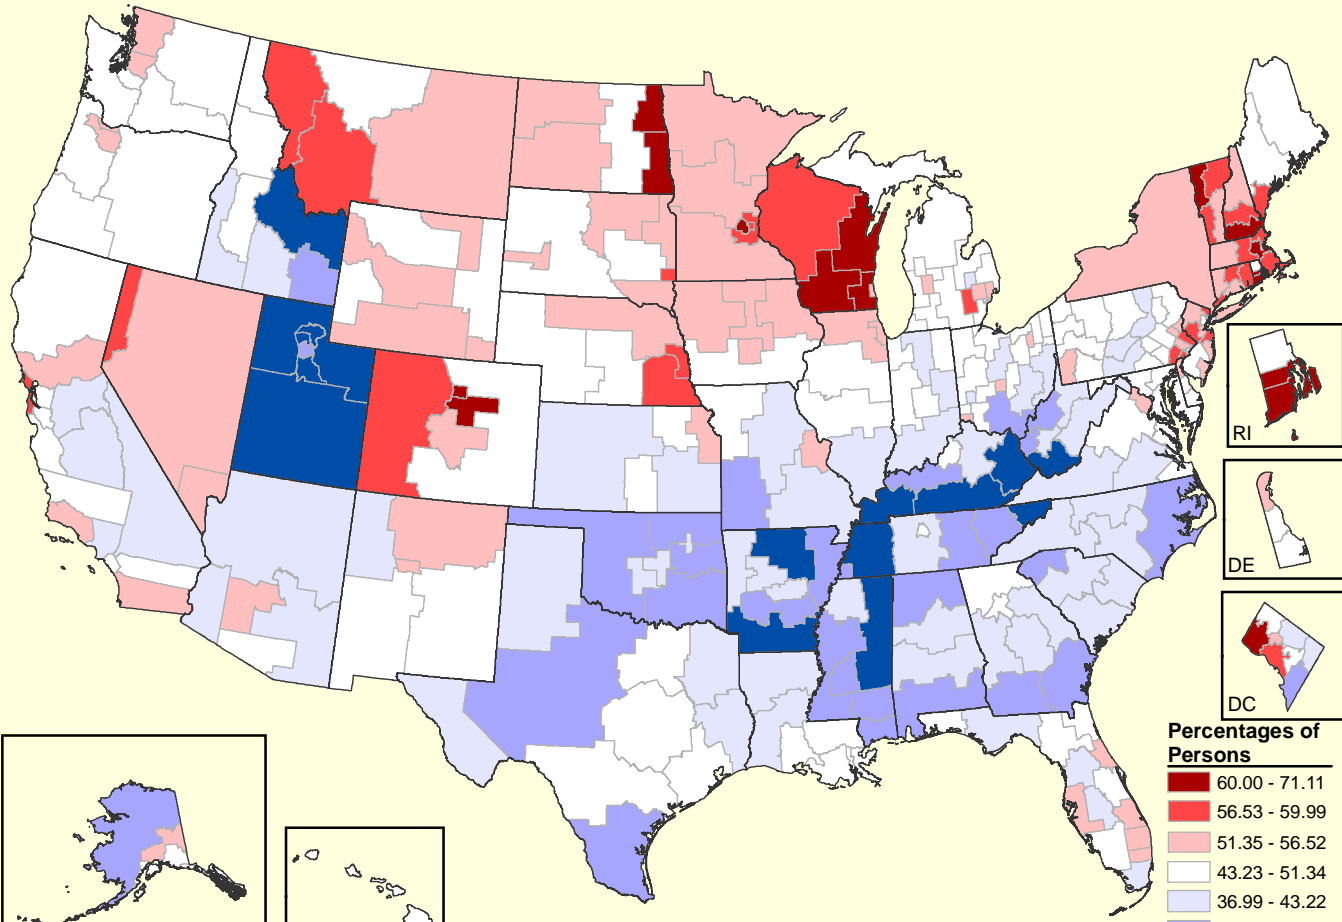 RI
DE
DC
Percentages of
Persons
60.00 - 71.11
56.53 - 59.99
51.35 - 56.52
43.23 - 51.34
36.99 - 43.22